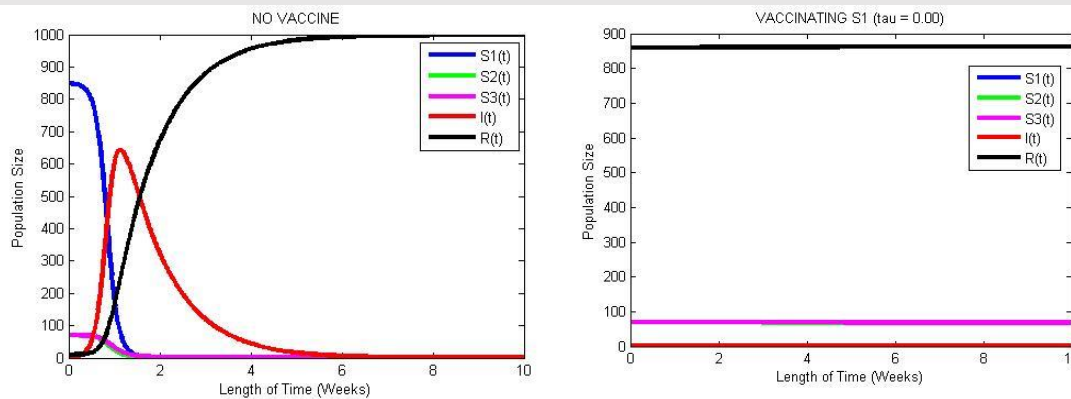 NO VACCINE
1000
900
800
700
600
500
400
300
200
100
0
0 2 4 6 8 10
Population Size
Length of Time (Weeks)
S1(t)
S2(t)
S3(t)
I(t)
R(t)
VACCINATING S1 (tau = 0.00)
900
800
700
600
500
400
300
200
100
0
0 2 4 6 8 10
Population Size
Length of Time (Weeks)
S1(t)
S2(t)
S3(t)
I(t)
R(t)